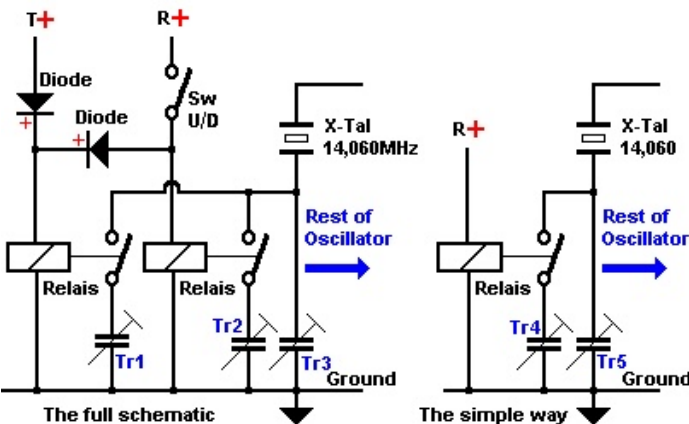 T+
R+
Diode
Sw
U/D
Diode
+
+
X-Tal
14,060MHz
Rest of
Oscillator
Relais
Relais
Tr1
Tr2
Tr3
Ground
The full schematic
R+
X-Tal
14,060
Rest of
Oscillator
Relais
Tr4
Tr5
Ground
The simple way